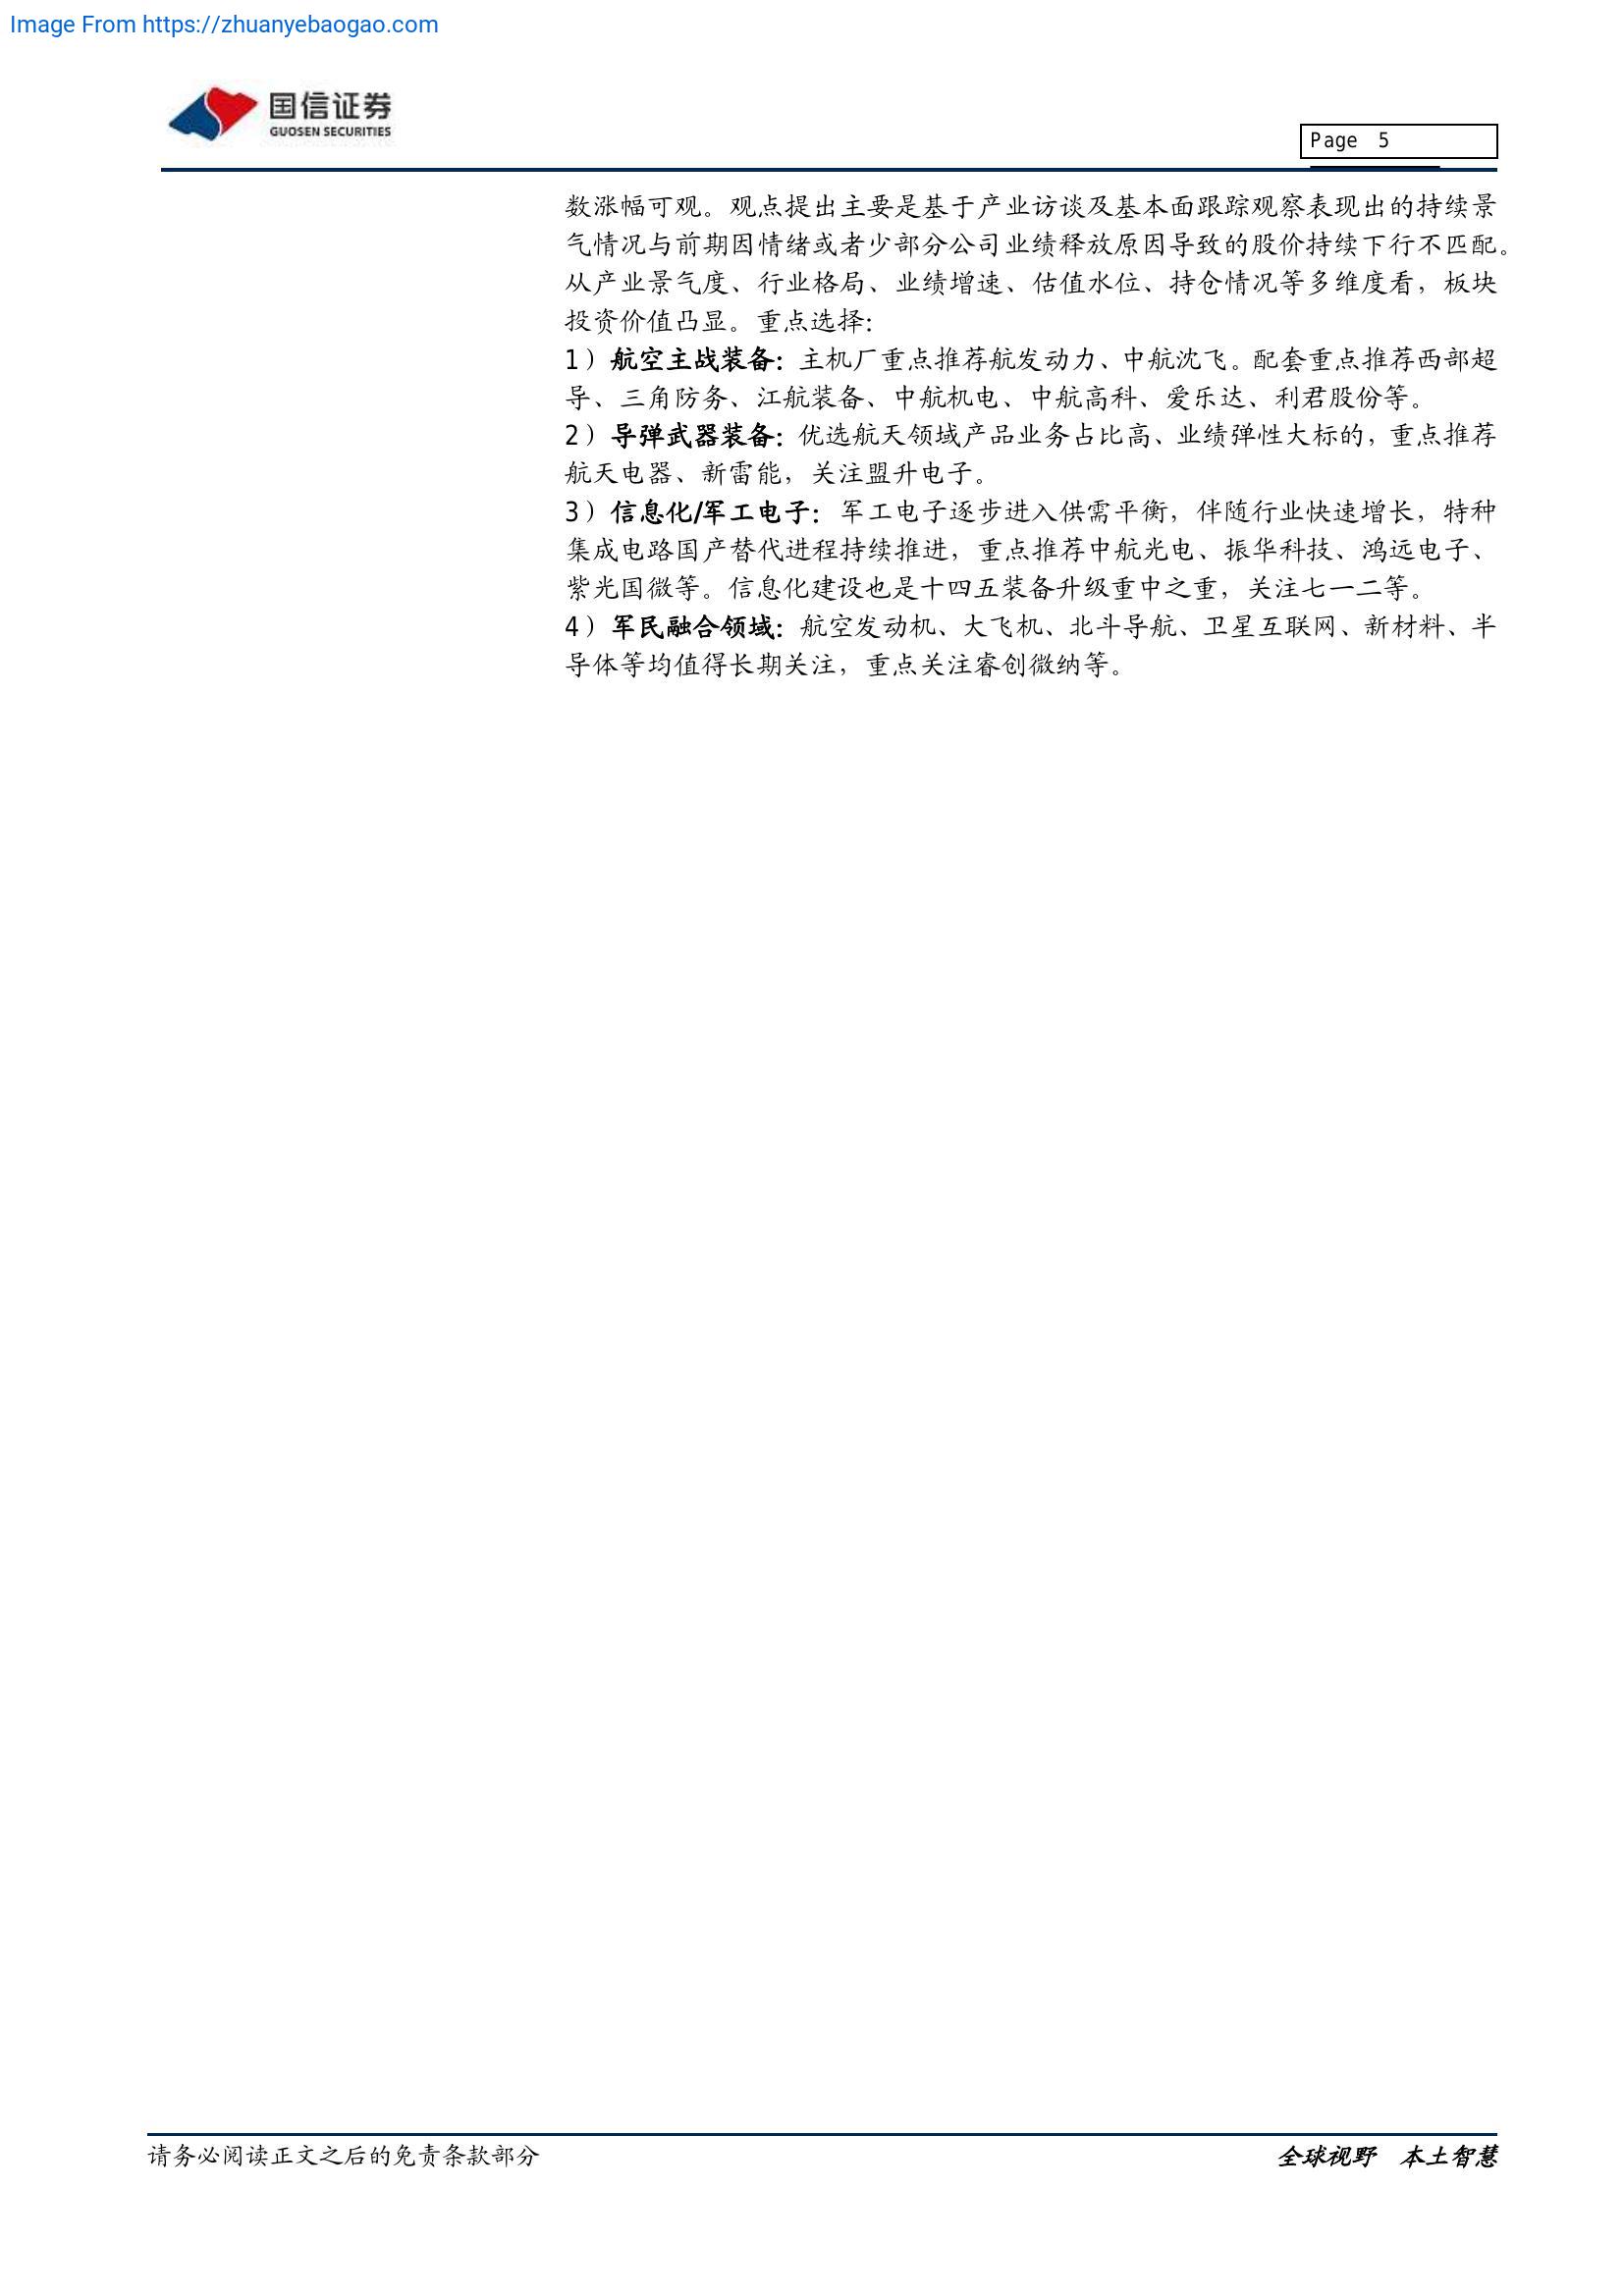 Image From https://zhuanyebaogao.com
国信证券
GUOSEN SECURITIES
Page 5
数涨幅可观。观点提出主要是基于产业访谈及基本面跟踪观察表现出的持续景
气情况与前期因情绪或者少部分公司业绩释放原因导致的股价持续下行不匹配。
从产业景气度、行业格局、业绩增速、估值水位、持仓情况等多维度看，板块
投资价值凸显。重点选择：
1）航空主战装备：主机厂重点推荐航发动力、中航沈飞。配套重点推荐西部超
导、三角防务、江航装备、中航机电、中航高科、爱乐达、利君股份等。
2）导弹武器装备：优选航天领域产品业务占比高、业绩弹性大标的，重点推荐
航天电器、新雷能，关注盟升电子。
3）信息化/军工电子：军工电子逐步进入供需平衡，伴随行业快速增长，特种
集成电路国产替代进程持续推进，重点推荐中航光电、振华科技、鸿远电子、
紫光国微等。信息化建设也是十四五装备升级重中之重，关注七一二等。
4）军民融合领域：航空发动机、大飞机、北斗导航、卫星互联网、新材料、半
导体等均值得长期关注，重点关注睿创微纳等。
请务必阅读正文之后的免责条款部分
全球视野 本土智慧